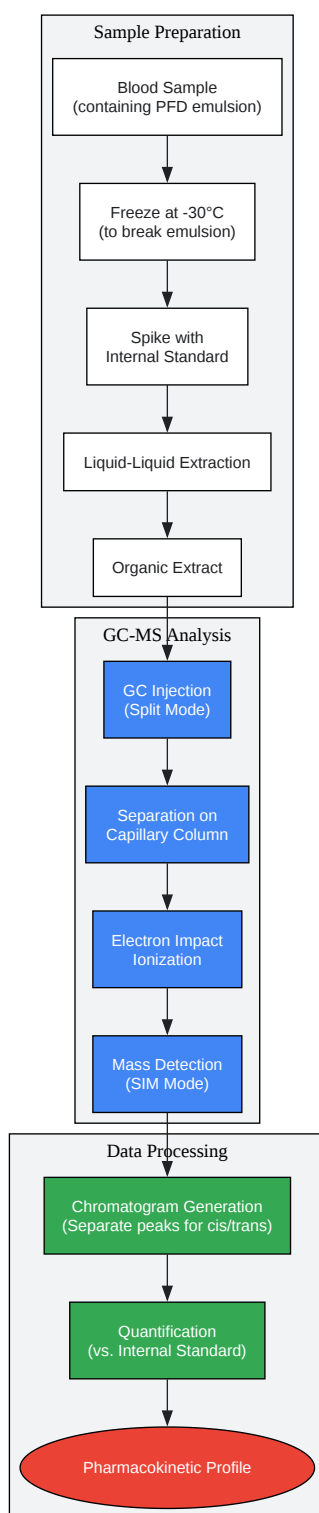 Sample Preparation
Blood Sample
(containing PFD emulsion)
Freeze at -30°C
(to break emulsion)
Spike with
Internal Standard
Liquid-Liquid Extraction
Organic Extract
GC-MS Analysis
GC Injection
(Split Mode)
Separation on
Capillary Column
Electron Impact
Ionization
Mass Detection
(SIM Mode)
Data Processing
Chromatogram Generation
(Separate peaks for cis/trans)
Quantification
(vs. Internal Standard)
Pharmacokinetic Profile